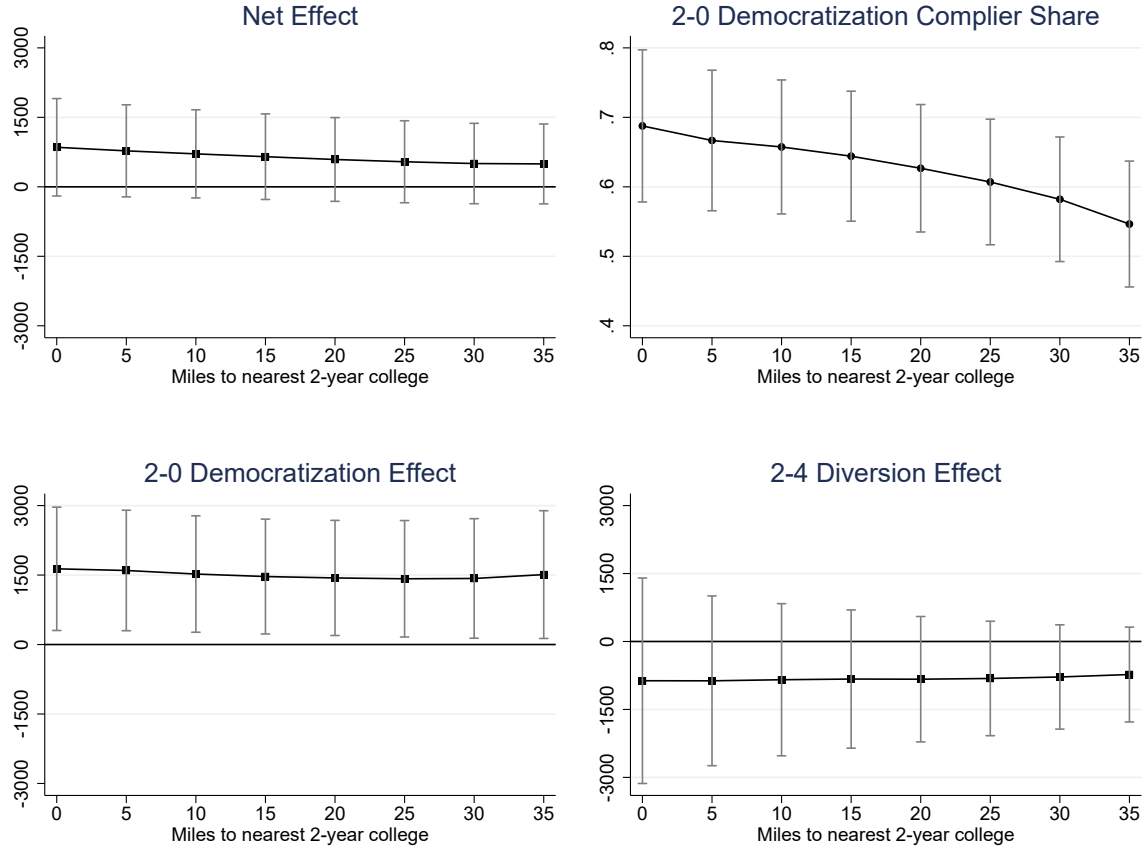 Net Effect
3000
1500
0
-1500
-3000
0 5 10 15 20 25 30 35
Miles to nearest 2-year college
2-0 Democratization Complier Share
.8
.7
.6
.5
.4
0 5 10 15 20 25 30 35
Miles to nearest 2-year college
2-0 Democratization Effect
3000
1500
0
-1500
-3000
0 5 10 15 20 25 30 35
Miles to nearest 2-year college
2-4 Diversion Effect
3000
1500
0
-1500
-3000
0 5 10 15 20 25 30 35
Miles to nearest 2-year college